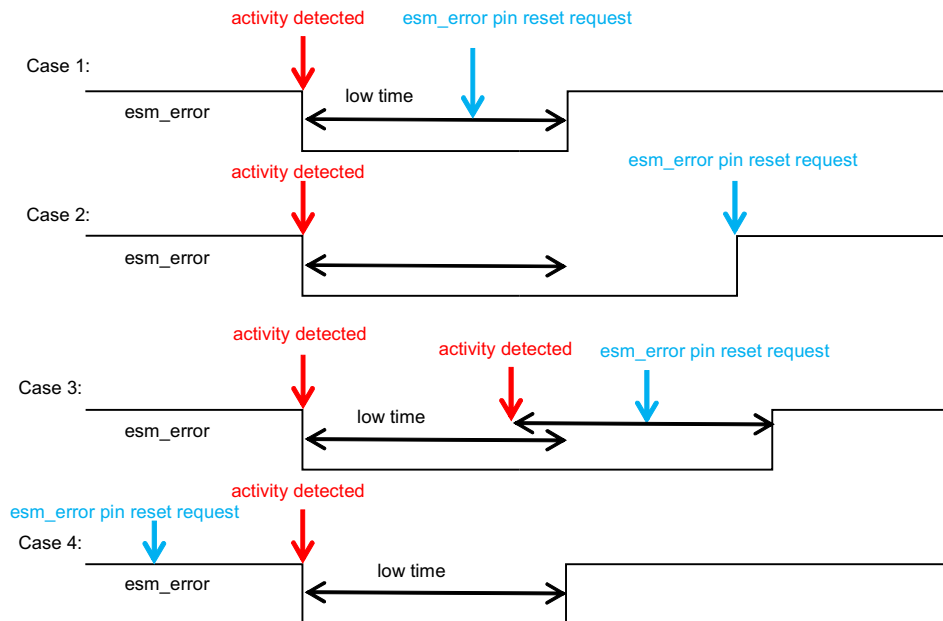 activity detected
esm_error pin reset request
Case 1:
low time
esm_error
esm_error pin reset request
activity detected
Case 2:
esm_error
activity detected
activity detected
esm_error pin reset request
Case 3:
low time
esm_error
activity detected
esm_error pin reset request
Case 4:
low time
esm_error